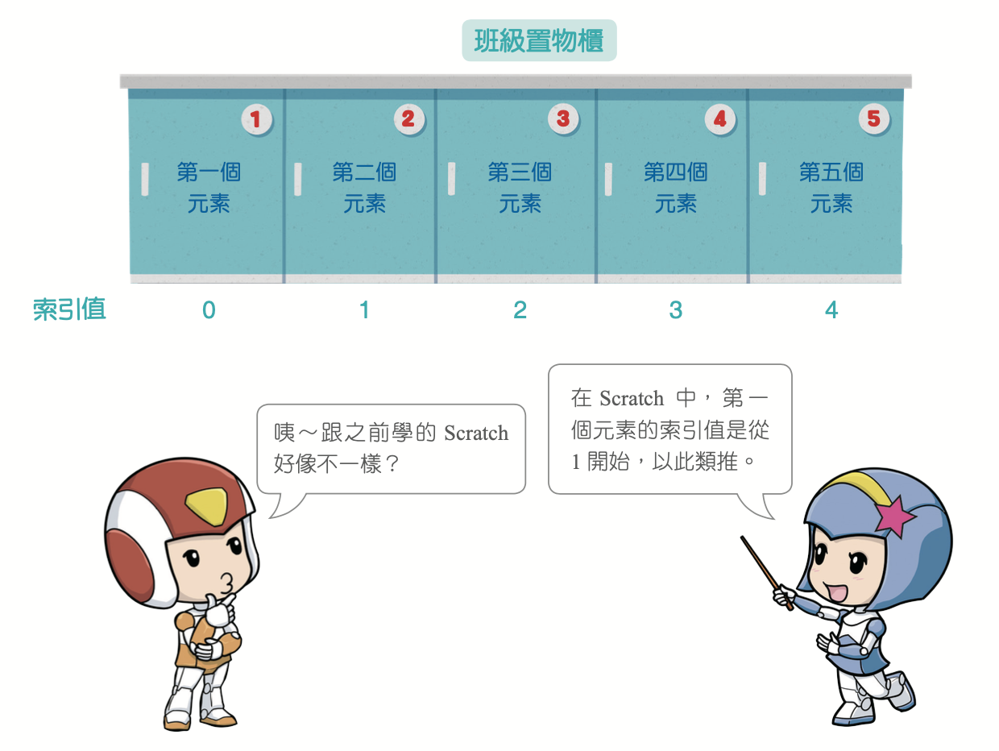 班級置物櫃
1 2 3 4 5
第一個 第二個 第三個 第四個 第五個
元素 元素 元素 元素 元素
索引值 0 1 2 3 4
咦～跟之前學的 Scratch
好像不一樣？
在 Scratch 中，第一
個元素的索引值是從
1 開始，以此類推。